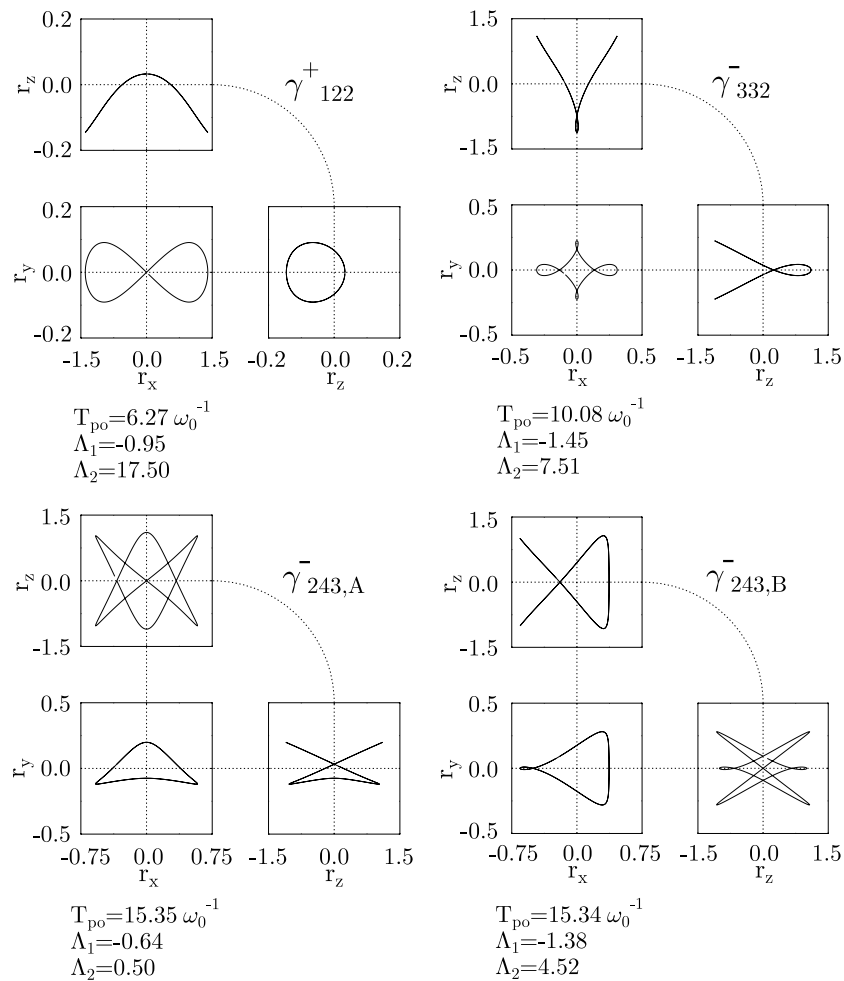 0.2
r_z
0.0
-0.2
γ^+_122
0.2
r_y
0.0
-0.2
-1.5 0.0 1.5
r_x
-0.2 0.0 0.2
r_z
T_po=6.27 ω_0^-1
Λ_1=-0.95
Λ_2=17.50
1.5
r_z
0.0
-1.5
γ^-_332
0.5
r_y
0.0
-0.5
-0.5 0.0 0.5
r_x
-1.5 0.0 1.5
r_z
T_po=10.08 ω_0^-1
Λ_1=-1.45
Λ_2=7.51
1.5
r_z
0.0
-1.5
γ^-_243,A
0.5
r_y
0.0
-0.5
-0.75 0.0 0.75
r_x
-1.5 0.0 1.5
r_z
T_po=15.35 ω_0^-1
Λ_1=-0.64
Λ_2=0.50
1.5
r_z
0.0
-1.5
γ^-_243,B
0.5
r_y
0.0
-0.5
-0.75 0.0 0.75
r_x
-1.5 0.0 1.5
r_z
T_po=15.34 ω_0^-1
Λ_1=-1.38
Λ_2=4.52